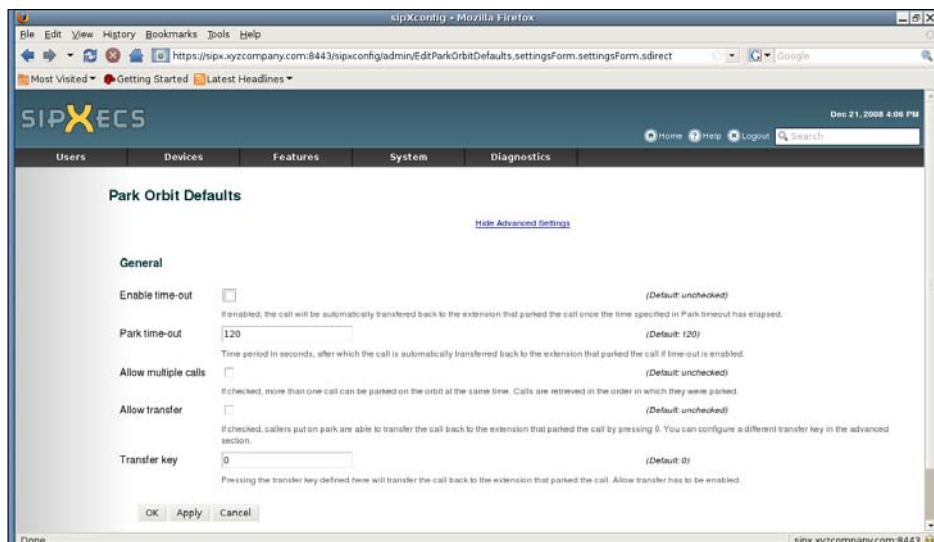 sipXconfig - Mozilla Firefox
File Edit View History Bookmarks Tools Help
https://sipx.xyzcompany.com:8443/sipxconfig/admin/EditParkOrbitDefaults,settingsForm.settingsForm.sdirect
Google
Most Visited Getting Started Latest Headlines
SIPXECS
Dec 21, 2008 4:06 PM
Home Help Logout Search
Users Devices Features System Diagnostics
Park Orbit Defaults
Hide Advanced Settings
General
Enable time-out (Default: unchecked)
If enabled, the call will be automatically transfered back to the extension that parked the call once the time specified in Park timeout has elapsed.
Park time-out 120 (Default: 120)
Time period in seconds, after which the call is automatically transferred back to the extension that parked the call if time-out is enabled.
Allow multiple calls (Default: unchecked)
If checked, more than one call can be parked on the orbit at the same time. Calls are retrieved in the order in which they were parked.
Allow transfer (Default: unchecked)
If checked, callers put on park are able to transfer the call back to the extension that parked the call by pressing 0. You can configure a different transfer key in the advanced
section.
Transfer key 0 (Default: 0)
Pressing the transfer key defined here will transfer the call back to the extension that parked the call. Allow transfer has to be enabled.
OK Apply Cancel
Done sipx.xyzcompany.com:8443